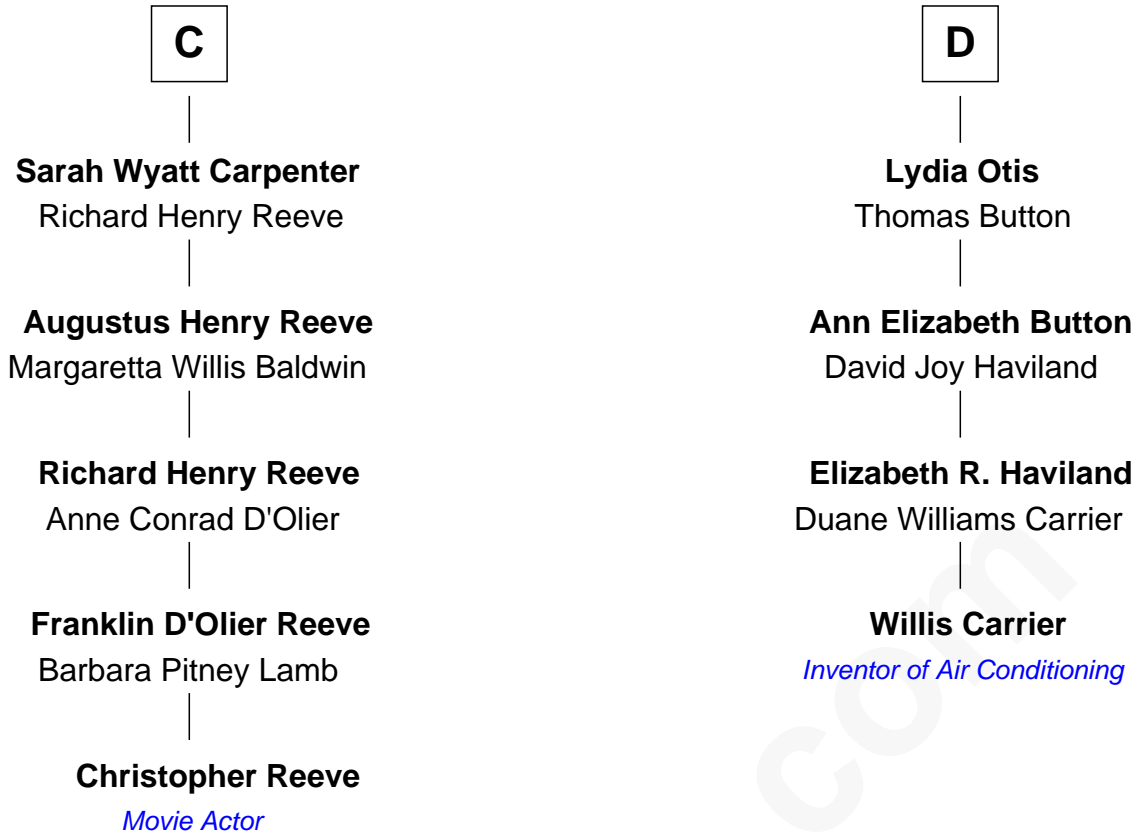 C
Sarah Wyatt Carpenter
Richard Henry Reeve
Augustus Henry Reeve
Margaretta Willis Baldwin
Richard Henry Reeve
Anne Conrad D'Olier
Franklin D'Olier Reeve
Barbara Pitney Lamb
Christopher Reeve
Movie Actor
D
Lydia Otis
Thomas Button
Ann Elizabeth Button
David Joy Haviland
Elizabeth R. Haviland
Duane Williams Carrier
Willis Carrier
Inventor of Air Conditioning
com